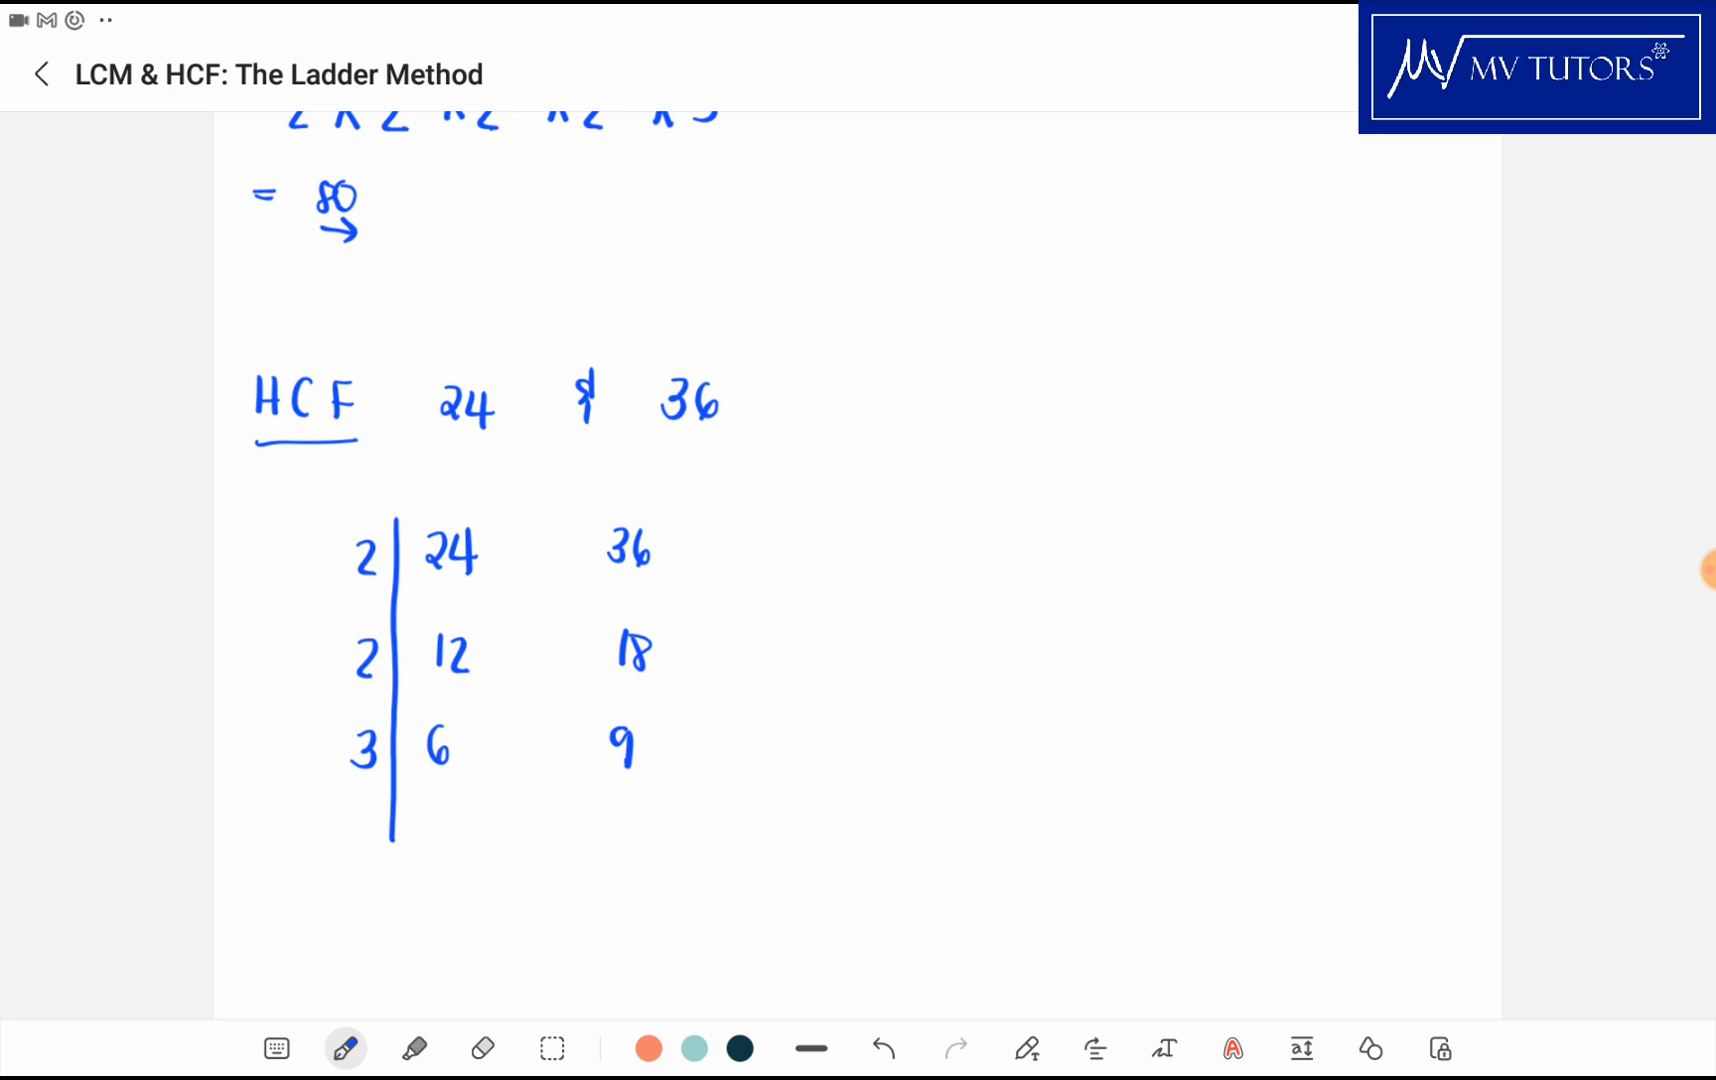 LCM & HCF: The Ladder Method
MV MV TUTORS
= 80
HCF 24 & 36
2 24 36
2 12 18
3 6 9